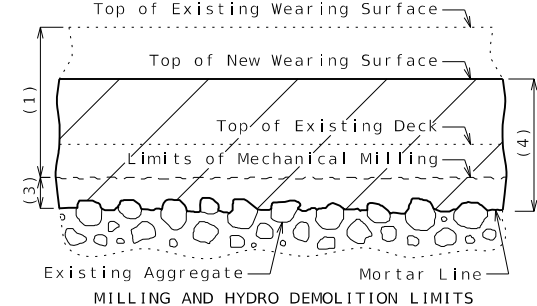 Top of Existing Wearing Surface
Top of New Wearing Surface
(1)
Top of Existing Deck
(4)
Limits of Mechanical Milling
(3)
Existing Aggregate
Mortar Line
MILLING AND HYDRO DEMOLITION LIMITS